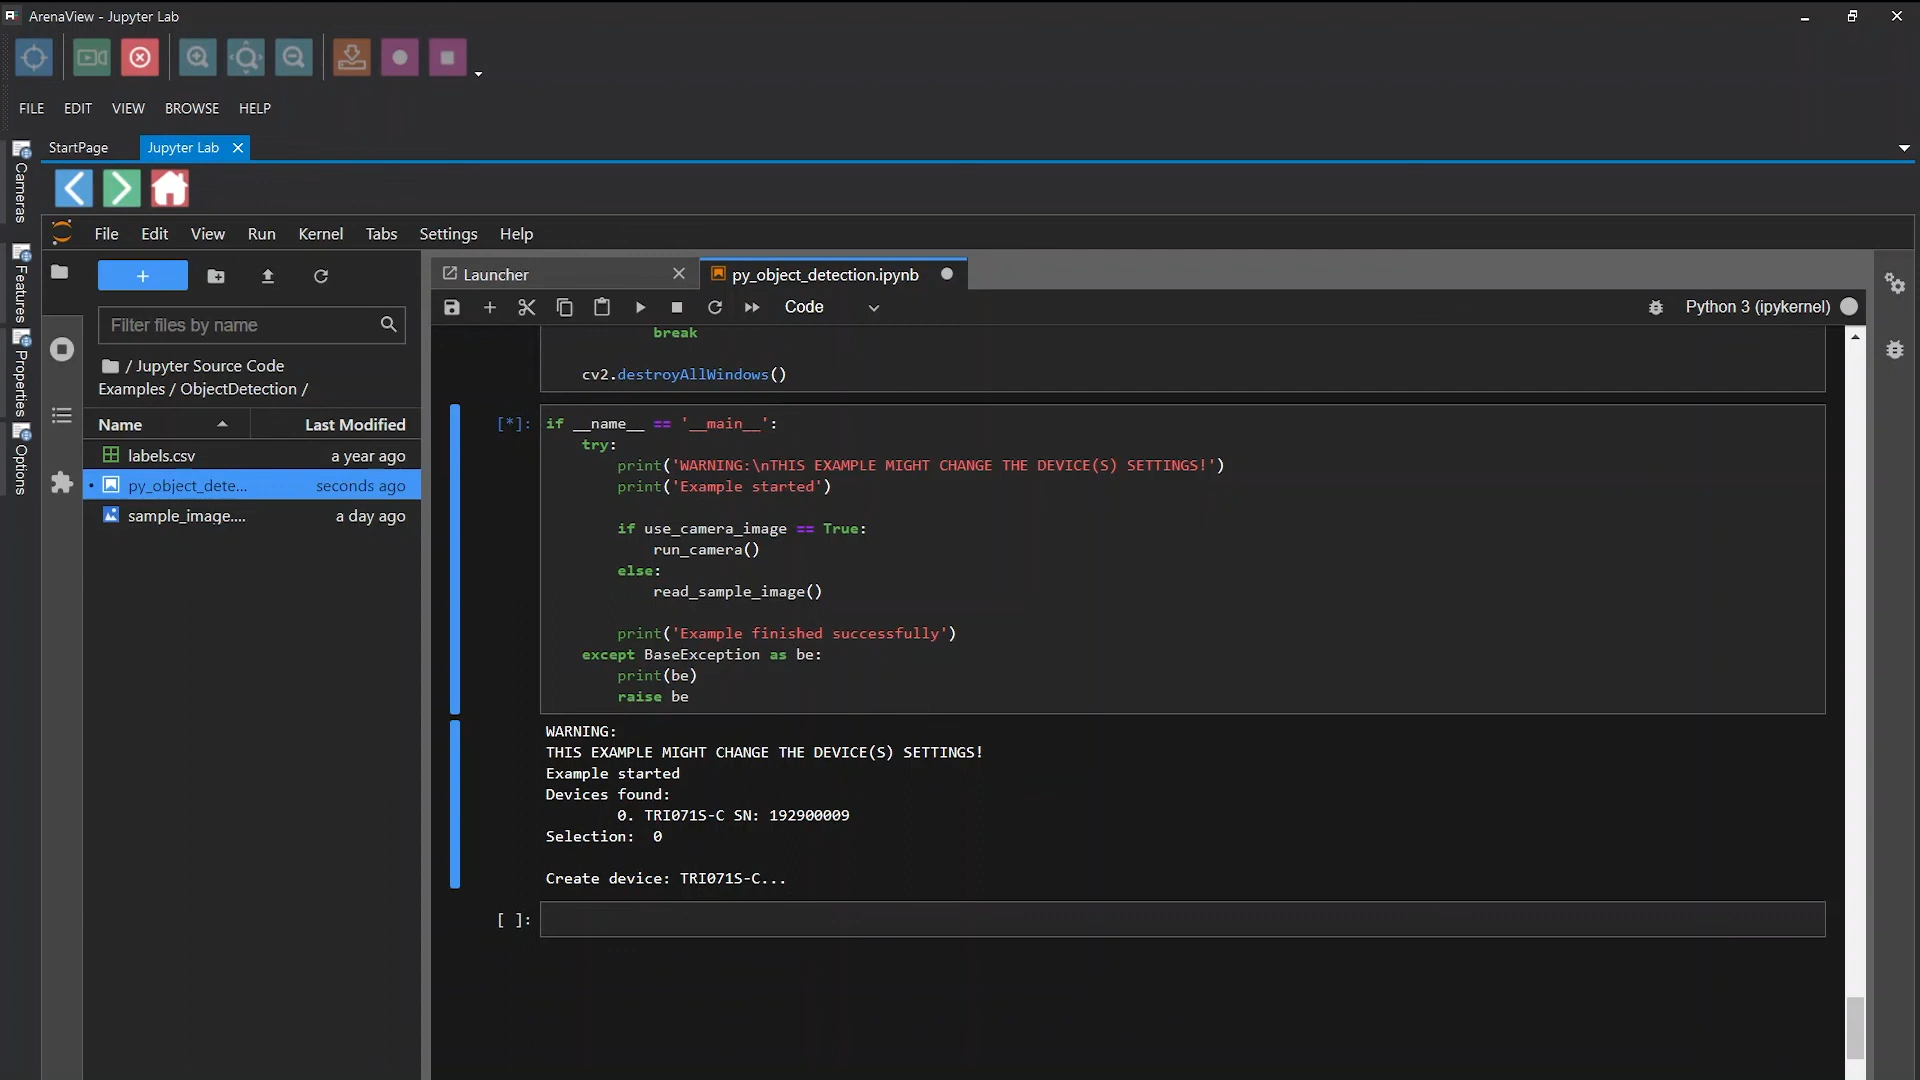 ArenaView - Jupyter Lab
FILE EDIT VIEW BROWSE HELP
StartPage Jupyter Lab
Cameras
Features
Properties
Options
File Edit View Run Kernel Tabs Settings Help
Filter files by name
/ Jupyter Source Code
Examples / ObjectDetection /
Name Last Modified
labels.csv a year ago
py_object_dete... seconds ago
sample_image.... a day ago
Launcher py_object_detection.ipynb
Code Python 3 (ipykernel)
break
cv2.destroyAllWindows()
[*]: if __name__ == '__main__':
try:
print('WARNING:\nTHIS EXAMPLE MIGHT CHANGE THE DEVICE(S) SETTINGS!')
print('Example started')
if use_camera_image == True:
run_camera()
else:
read_sample_image()
print('Example finished successfully')
except BaseException as be:
print(be)
raise be
WARNING:
THIS EXAMPLE MIGHT CHANGE THE DEVICE(S) SETTINGS!
Example started
Devices found:
0. TRI071S-C SN: 192900009
Selection: 0
Create device: TRI071S-C...
[ ]: